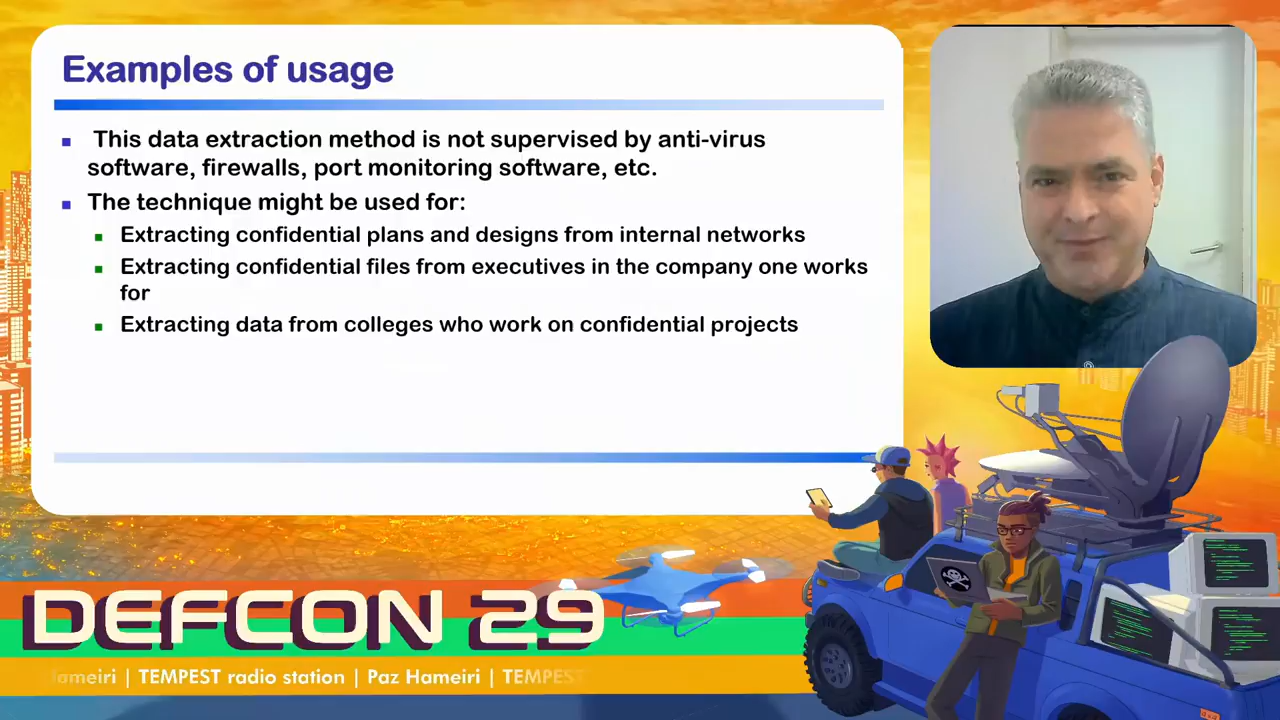 Examples of usage
This data extraction method is not supervised by anti-virus
software, firewalls, port monitoring software, etc.
The technique might be used for:
Extracting confidential plans and designs from internal networks
Extracting confidential files from executives in the company one works
for
Extracting data from colleges who work on confidential projects
DEFCON 29
Hameiri | TEMPEST radio station | Paz Hameiri | TEMPEST